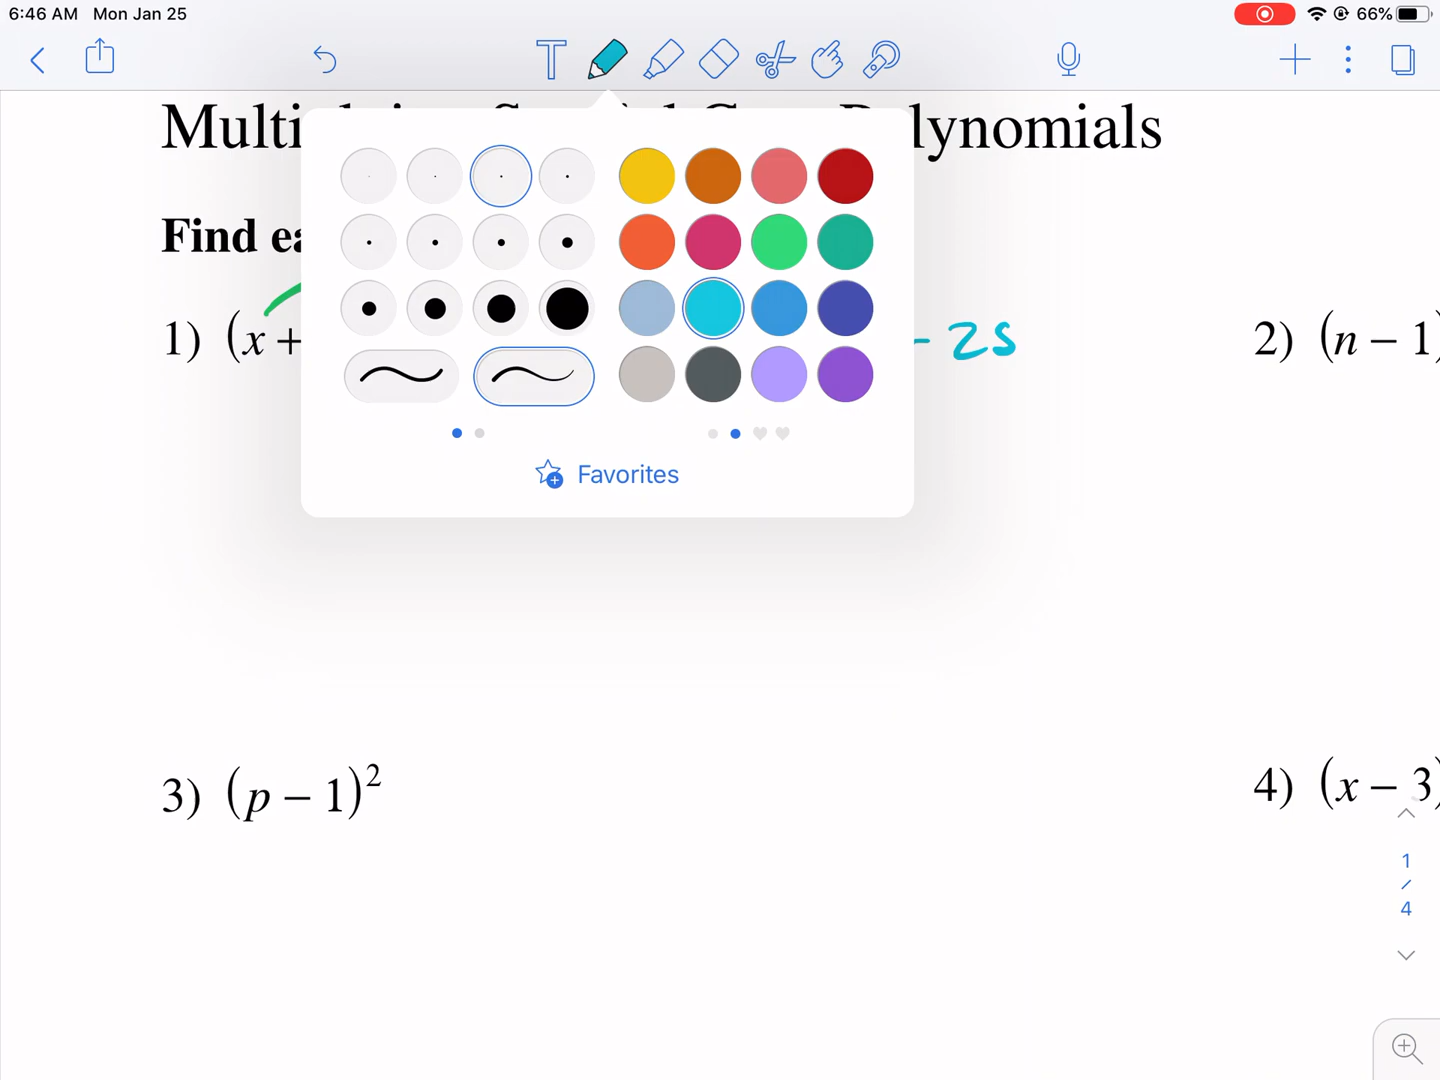 6:46 AM Mon Jan 25 66%
T
Multi lynomials
Find ea
1) (x + - 25 2) (n − 1)
Favorites
3) (p − 1)²
4) (x − 3)
1
/
4